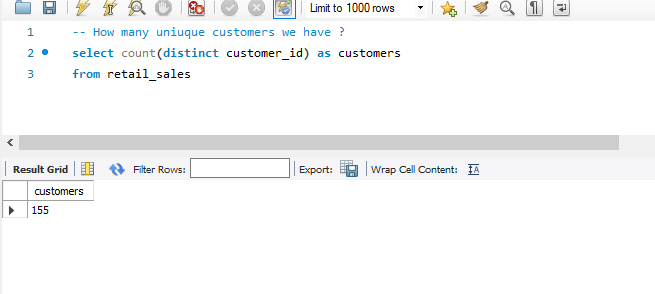 Limit to 1000 rows
1 -- How many uniuque customers we have ?
2 select count(distinct customer_id) as customers
3 from retail_sales
Result Grid Filter Rows: Export: Wrap Cell Content:
customers
155